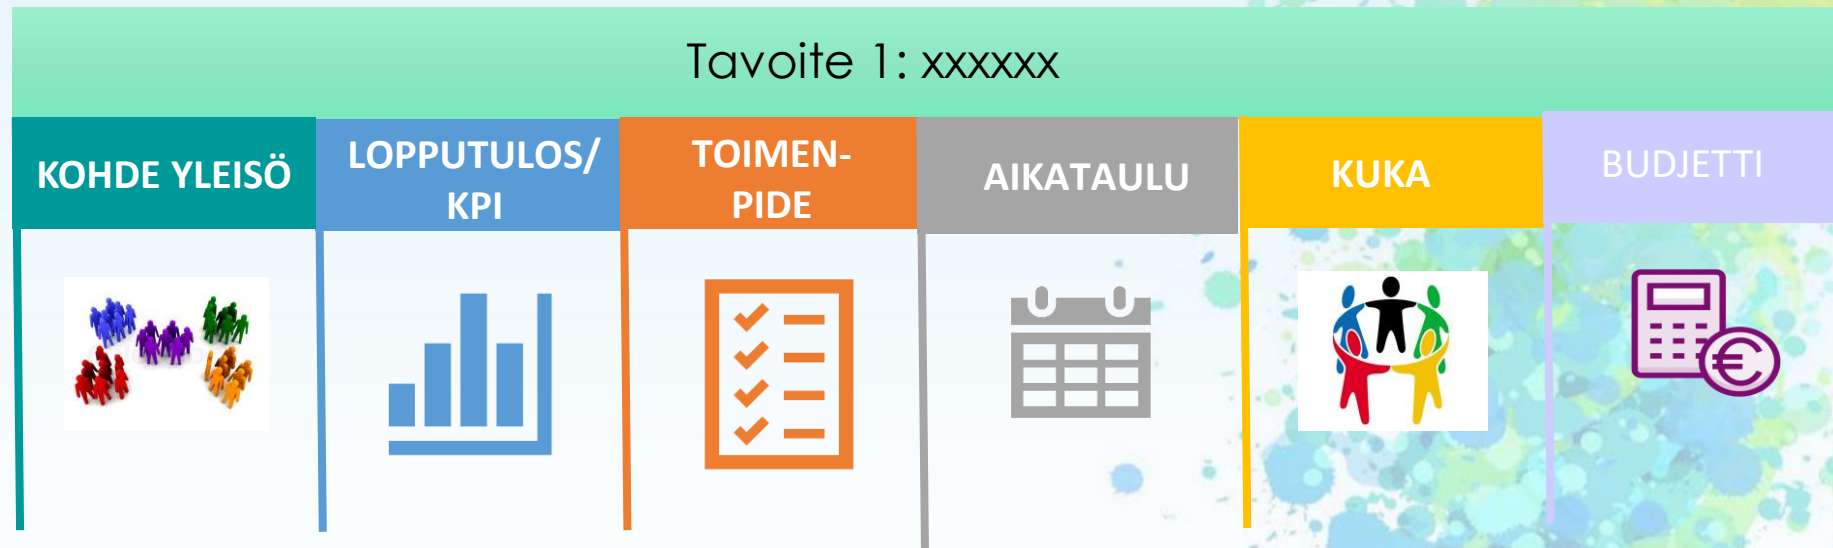 Tavoite 1: xxxxxx
KOHDE YLEISÖ
LOPPUTULOS/
KPI
TOIMEN-
PIDE
AIKATAULU
KUKA
BUDJETTI
€